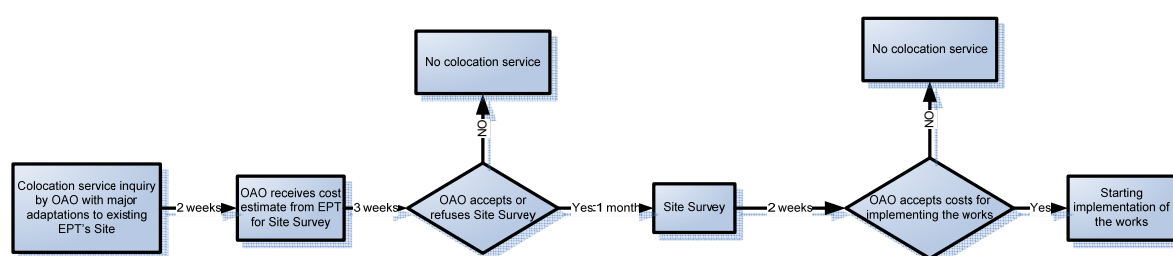 No colocation service
No colocation service
NO
NO
Colocation service inquiry
by OAO with major
adaptations to existing
EPT's Site
2 weeks
OAO receives cost
estimate from EPT
for Site Survey
3 weeks
OAO accepts or
refuses Site Survey
Yes:1 month
Site Survey
2 weeks
OAO accepts costs for
implementing the works
Yes
Starting
implementation of
the works